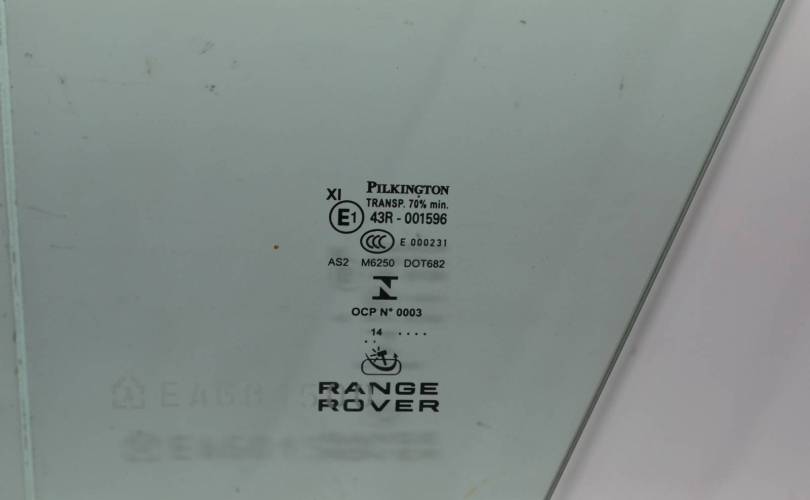 PILKINGTON
XI TRANSP. 70% min.
E1 43R - 001596
CCC E 000231
AS2 M6250 DOT682
OCP N° 0003
14 ....
..
RANGE
ROVER